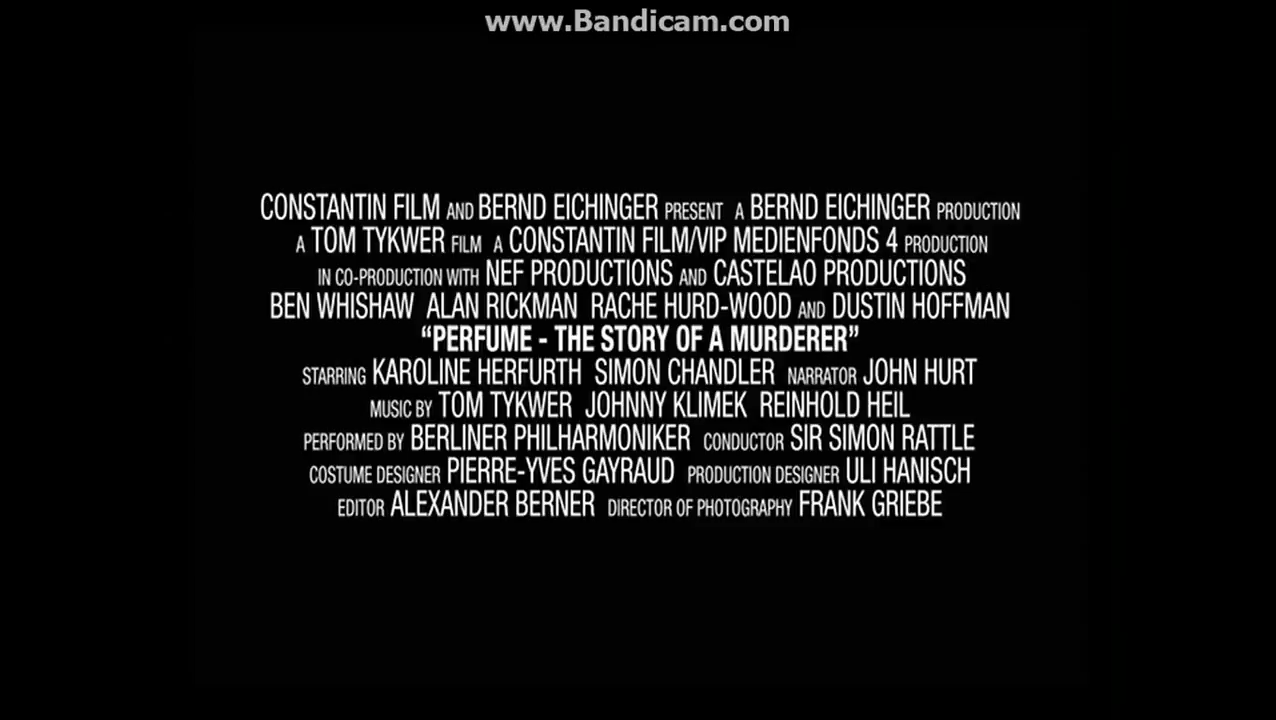 www.Bandicam.com
CONSTANTIN FILM AND BERND EICHINGER PRESENT A BERND EICHINGER PRODUCTION
A TOM TYKWER FILM A CONSTANTIN FILM/VIP MEDIENFONDS 4 PRODUCTION
IN CO-PRODUCTION WITH NEF PRODUCTIONS AND CASTELAO PRODUCTIONS
BEN WHISHAW ALAN RICKMAN RACHE HURD-WOOD AND DUSTIN HOFFMAN
“PERFUME - THE STORY OF A MURDERER”
STARRING KAROLINE HERFURTH SIMON CHANDLER NARRATOR JOHN HURT
MUSIC BY TOM TYKWER JOHNNY KLIMEK REINHOLD HEIL
PERFORMED BY BERLINER PHILHARMONIKER CONDUCTOR SIR SIMON RATTLE
COSTUME DESIGNER PIERRE-YVES GAYRAUD PRODUCTION DESIGNER ULI HANISCH
EDITOR ALEXANDER BERNER DIRECTOR OF PHOTOGRAPHY FRANK GRIEBE